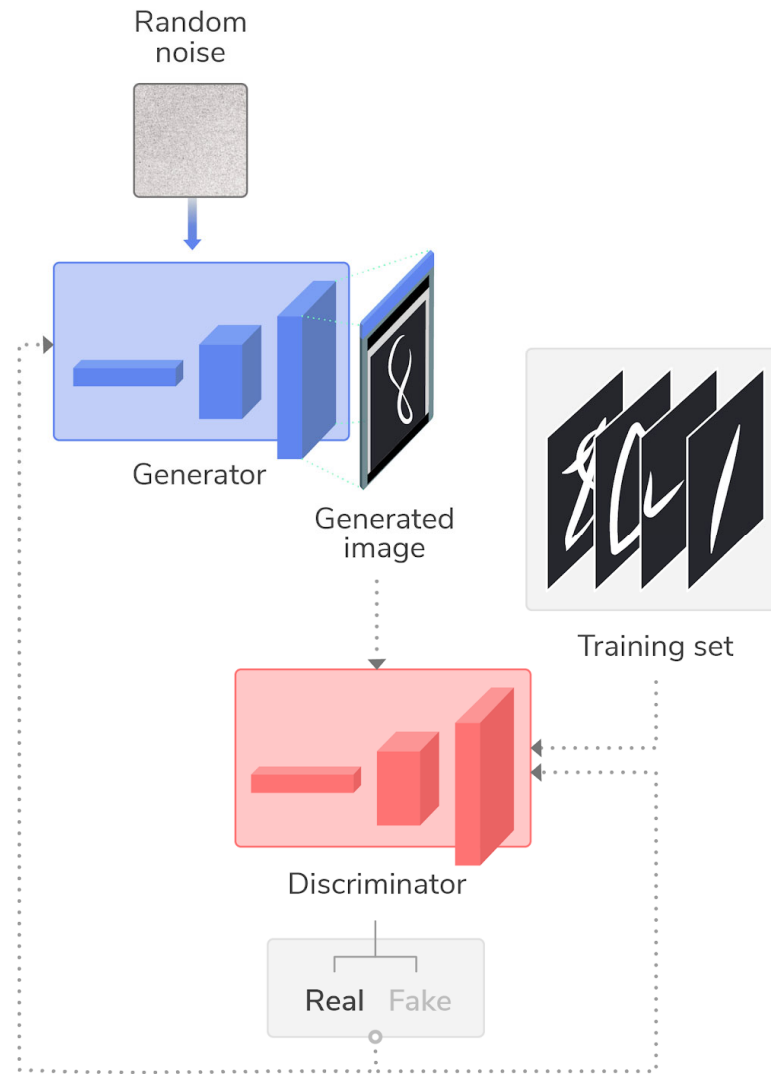 Random
noise
Generator
Generated
image
Training set
Discriminator
Real Fake